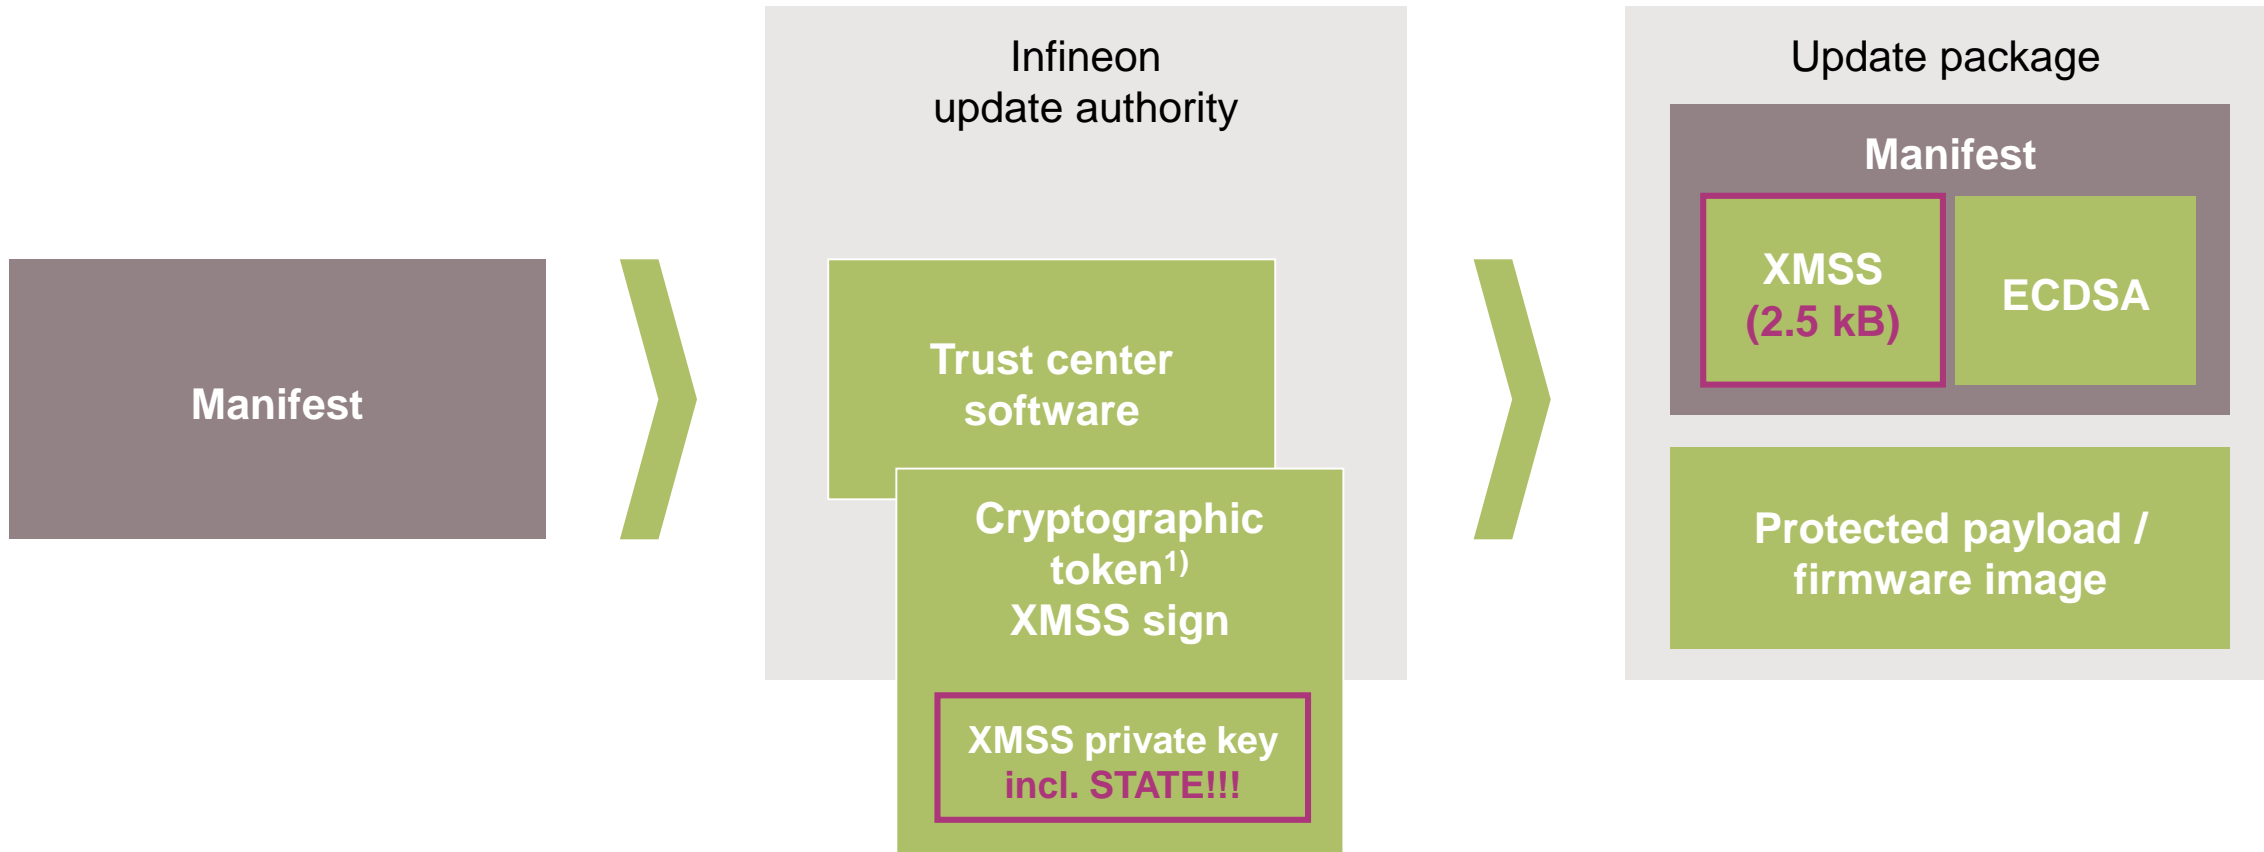 Manifest
Infineon
update authority
Trust center
software
Cryptographic
token¹⁾
XMSS sign
XMSS private key
incl. STATE!!!
Update package
Manifest
XMSS
(2.5 kB)
ECDSA
Protected payload /
firmware image